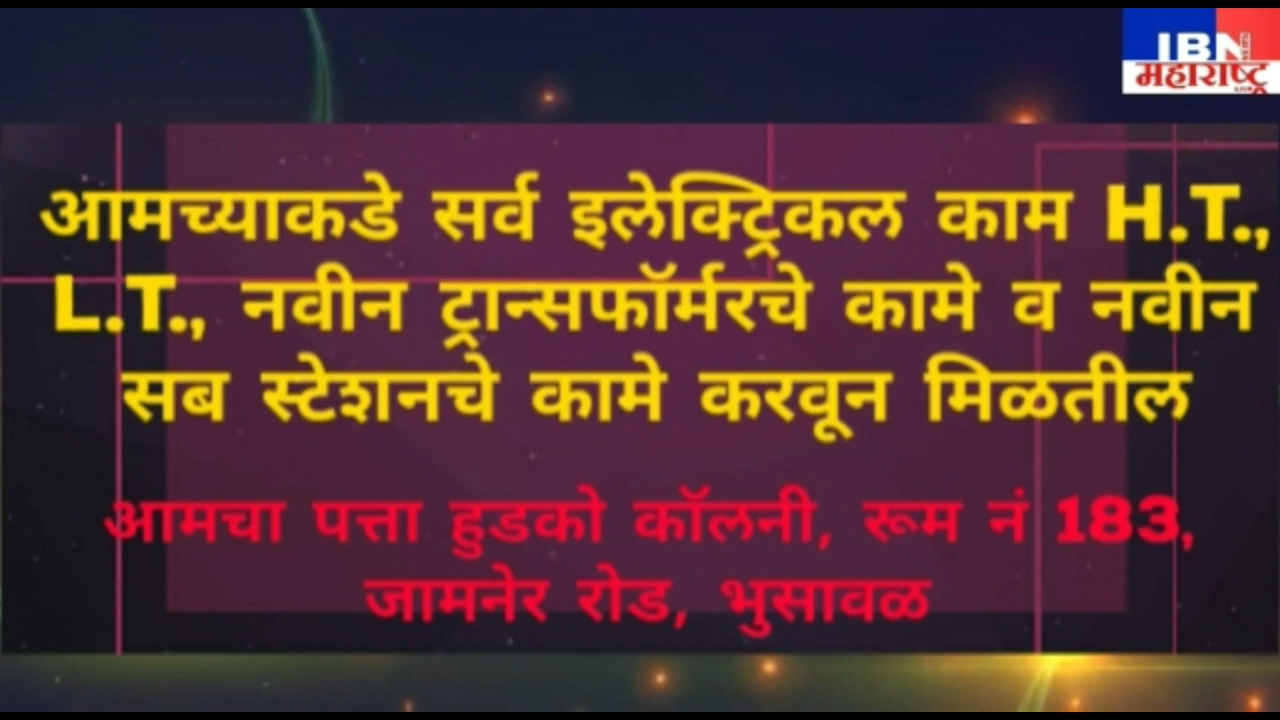 IBN
महाराष्ट्र
आमच्याकडे सर्व इलेक्ट्रिकल काम H.T.,
L.T., नवीन ट्रान्सफॉर्मरचे कामे व नवीन
सब स्टेशनचे कामे करवून मिळतील
आमचा पत्ता हुडको कॉलनी, रूम नं 183,
जामनेर रोड, भुसावळ